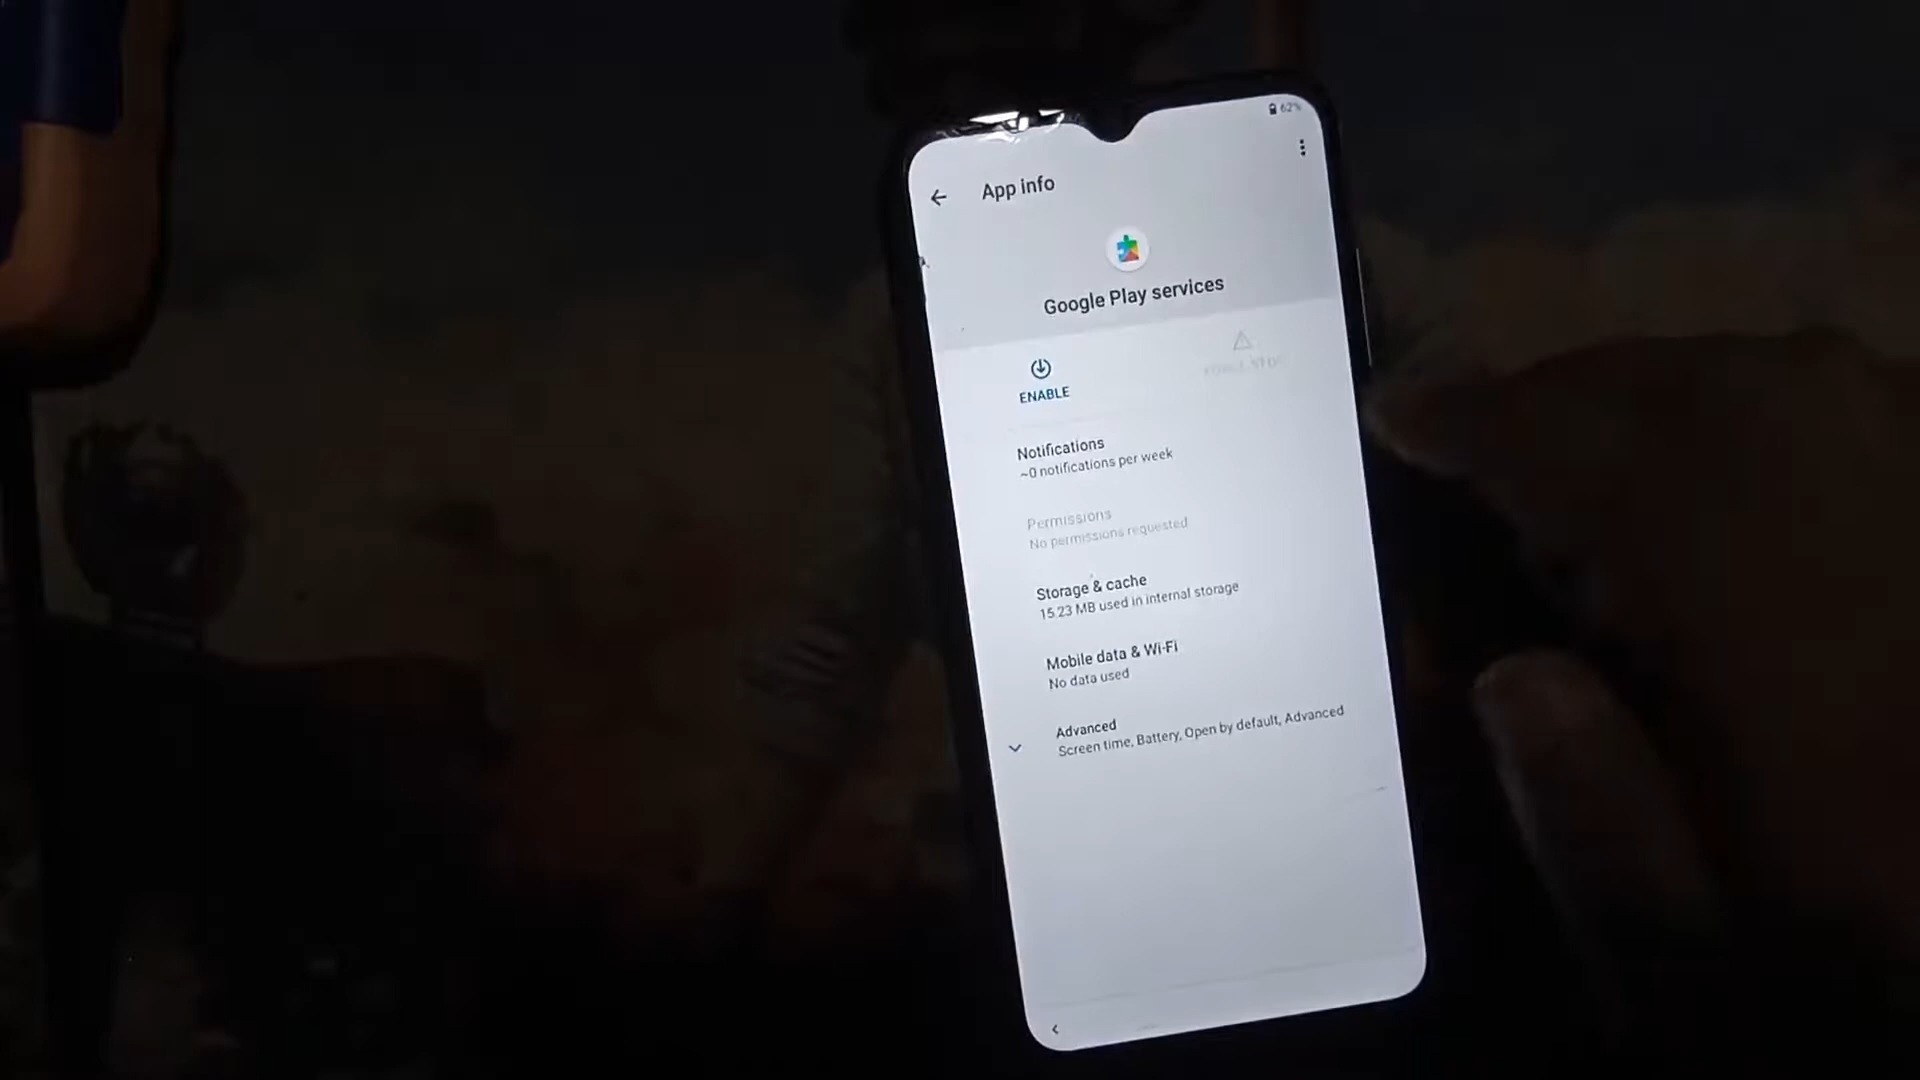 62%
App info
Google Play services
ENABLE
Notifications
~0 notifications per week
Permissions
No permissions requested
Storage & cache
15.23 MB used in internal storage
Mobile data & Wi-Fi
No data used
Advanced
Screen time, Battery, Open by default, Advanced